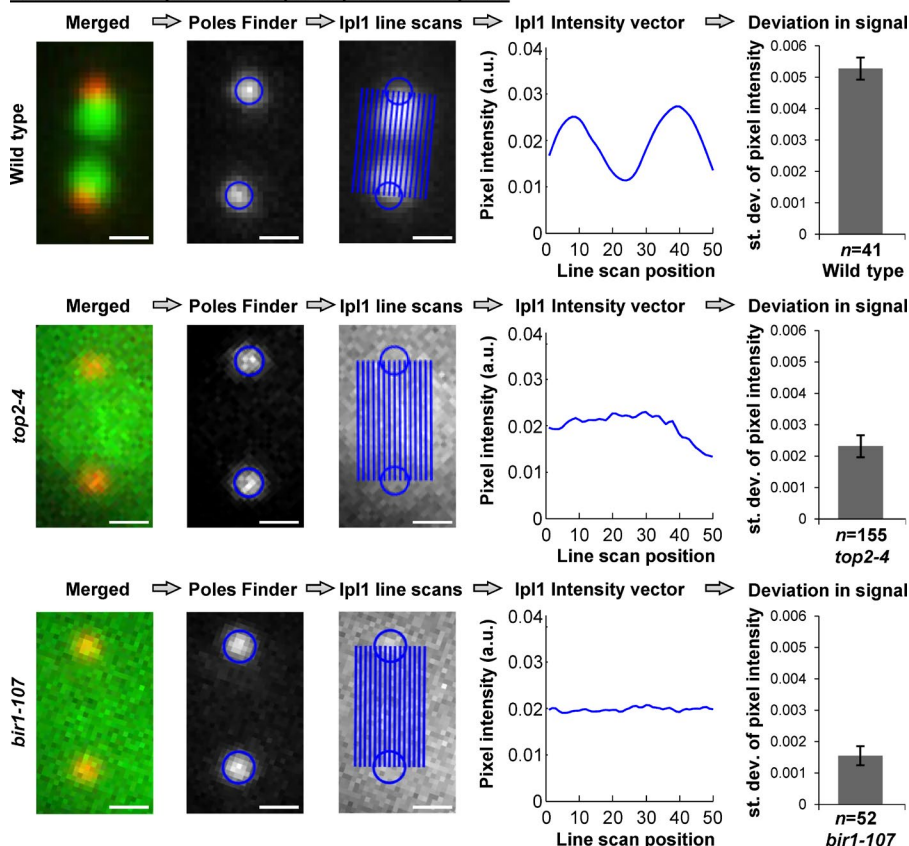 Merged Poles Finder Ipl1 line scans Ipl1 Intensity vector Deviation in signal
Wild type
Pixel intensity (a.u.)
0.04
0.03
0.02
0.01
0
0 10 20 30 40 50
Line scan position
st. dev. of pixel intensity
0.006
0.005
0.004
0.003
0.002
0.001
0
n=41
Wild type
Merged Poles Finder Ipl1 line scans Ipl1 Intensity vector Deviation in signal
top2-4
Pixel intensity (a.u.)
0.04
0.03
0.02
0.01
0
0 10 20 30 40 50
Line scan position
st. dev. of pixel intensity
0.006
0.005
0.004
0.003
0.002
0.001
0
n=155
top2-4
Merged Poles Finder Ipl1 line scans Ipl1 Intensity vector Deviation in signal
bir1-107
Pixel intensity (a.u.)
0.04
0.03
0.02
0.01
0
0 10 20 30 40 50
Line scan position
st. dev. of pixel intensity
0.006
0.005
0.004
0.003
0.002
0.001
0
n=52
bir1-107